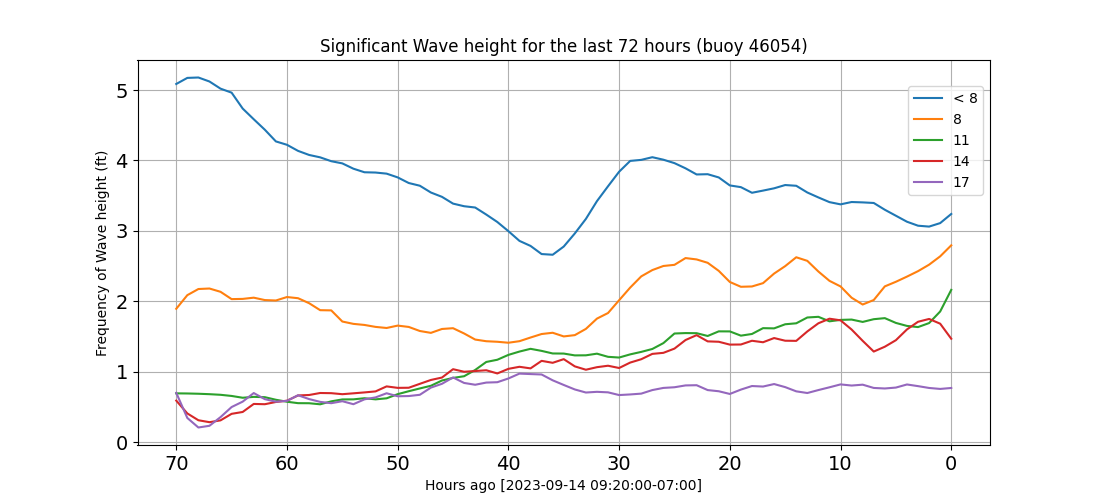 Significant Wave height for the last 72 hours (buoy 46054)
Frequency of Wave height (ft)
5
4
3
2
1
0
< 8
8
11
14
17
70 60 50 40 30 20 10 0
Hours ago [2023-09-14 09:20:00-07:00]